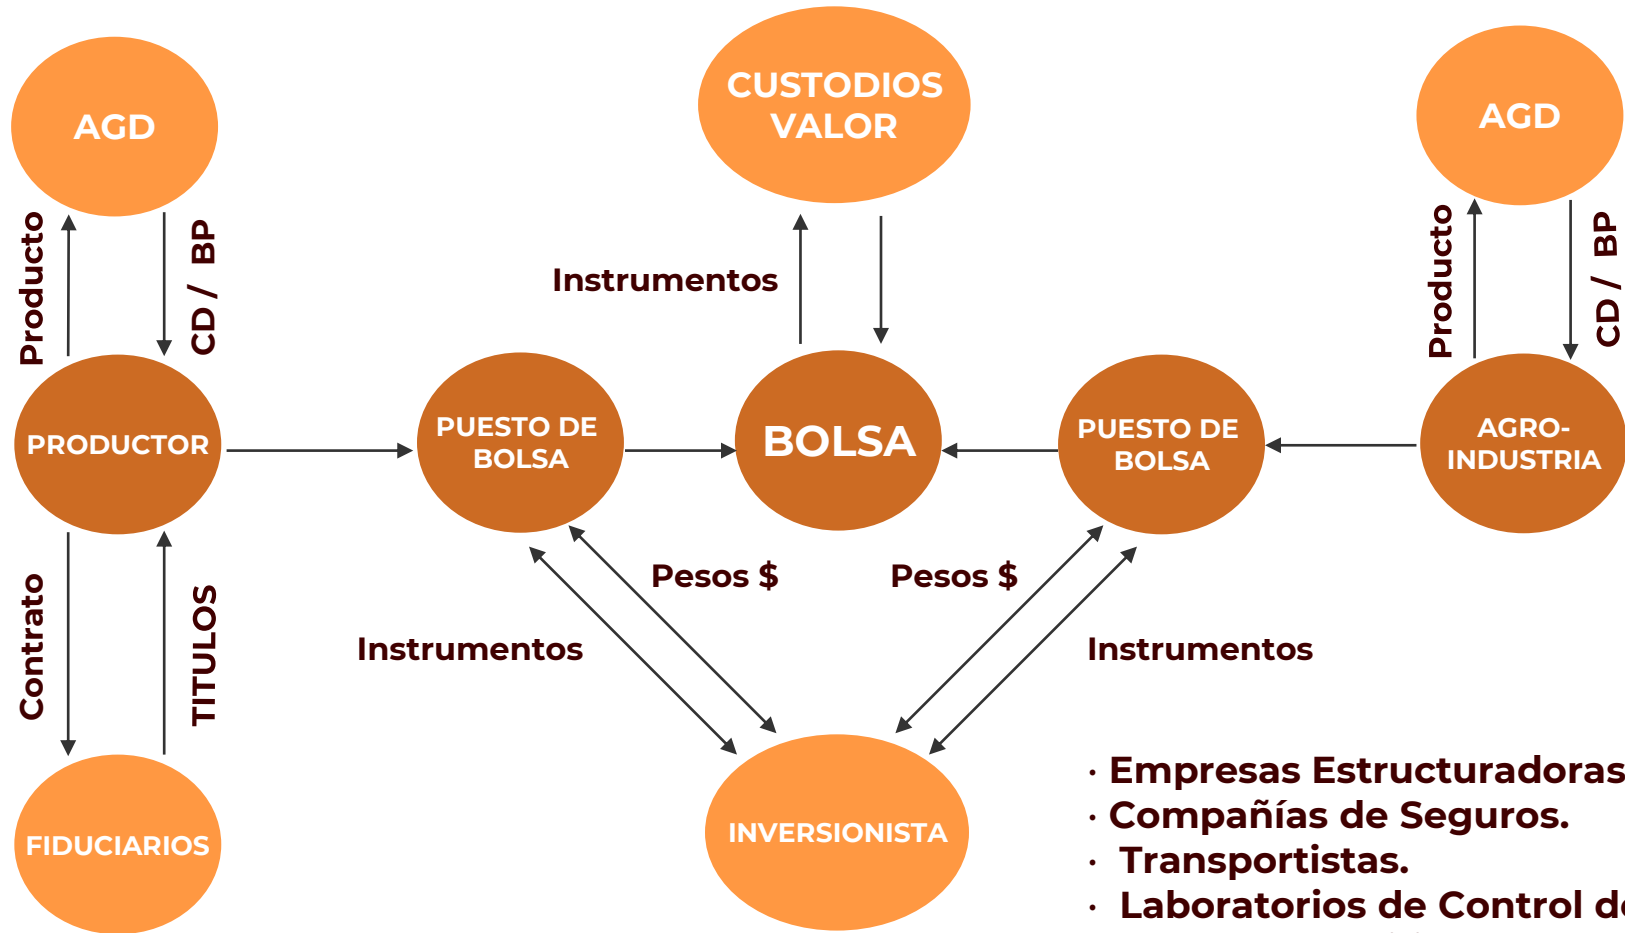 AGD
CUSTODIOS
VALOR
AGD
Producto
CD / BP
Instrumentos
Producto
CD / BP
PRODUCTOR
PUESTO DE
BOLSA
BOLSA
PUESTO DE
BOLSA
AGRO-
INDUSTRIA
Contrato
TITULOS
Pesos $
Pesos $
Instrumentos
Instrumentos
FIDUCIARIOS
INVERSIONISTA
· Empresas Estructuradoras
· Compañías de Seguros.
· Transportistas.
· Laboratorios de Control de